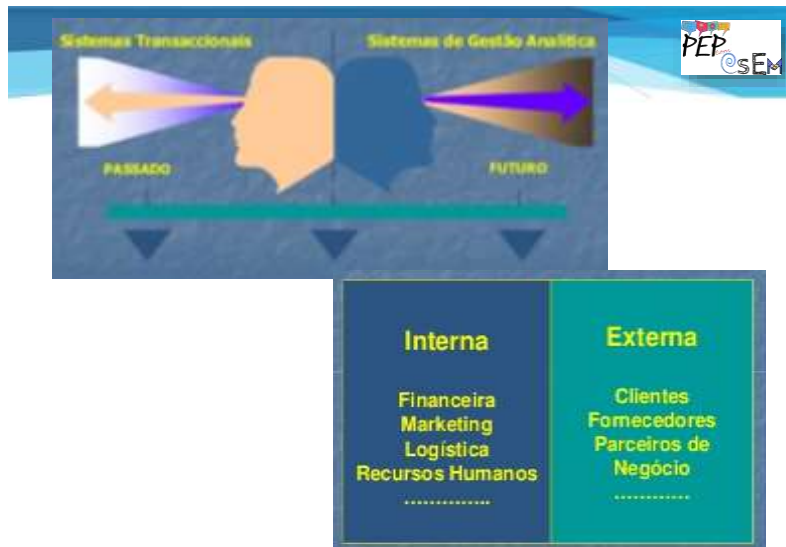 Sistemas Transaccionais
Sistemas de Gestão Analítica
PEP
@sEM
PASSADO
FUTURO
Interna
Financeira
Marketing
Logística
Recursos Humanos
..............
Externa
Clientes
Fornecedores
Parceiros de
Negócio
............